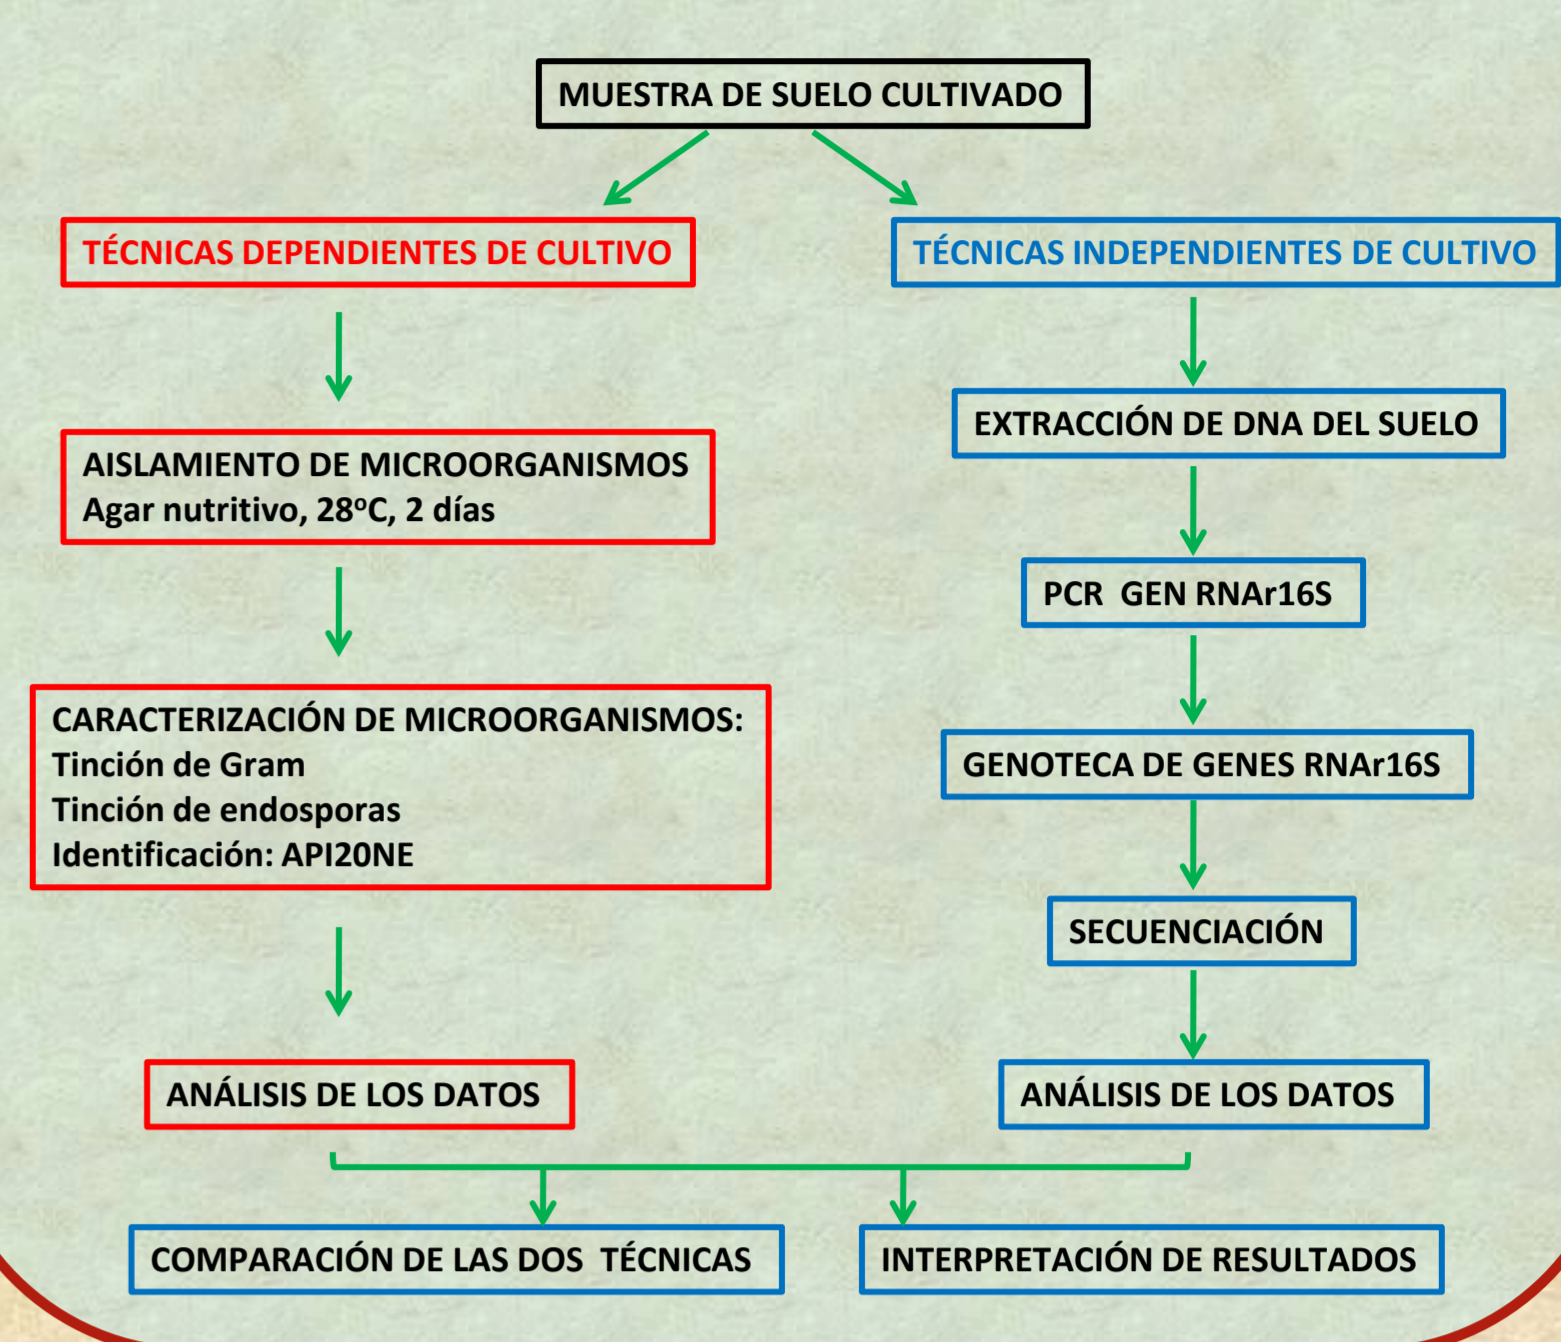 MUESTRA DE SUELO CULTIVADO
TÉCNICAS DEPENDIENTES DE CULTIVO
AISLAMIENTO DE MICROORGANISMOS
Agar nutritivo, 28ºC, 2 días
CARACTERIZACIÓN DE MICROORGANISMOS:
Tinción de Gram
Tinción de endosporas
Identificación: API20NE
ANÁLISIS DE LOS DATOS
TÉCNICAS INDEPENDIENTES DE CULTIVO
EXTRACCIÓN DE DNA DEL SUELO
PCR GEN RNAr16S
GENOTECA DE GENES RNAr16S
SECUENCIACIÓN
ANÁLISIS DE LOS DATOS
COMPARACIÓN DE LAS DOS TÉCNICAS
INTERPRETACIÓN DE RESULTADOS